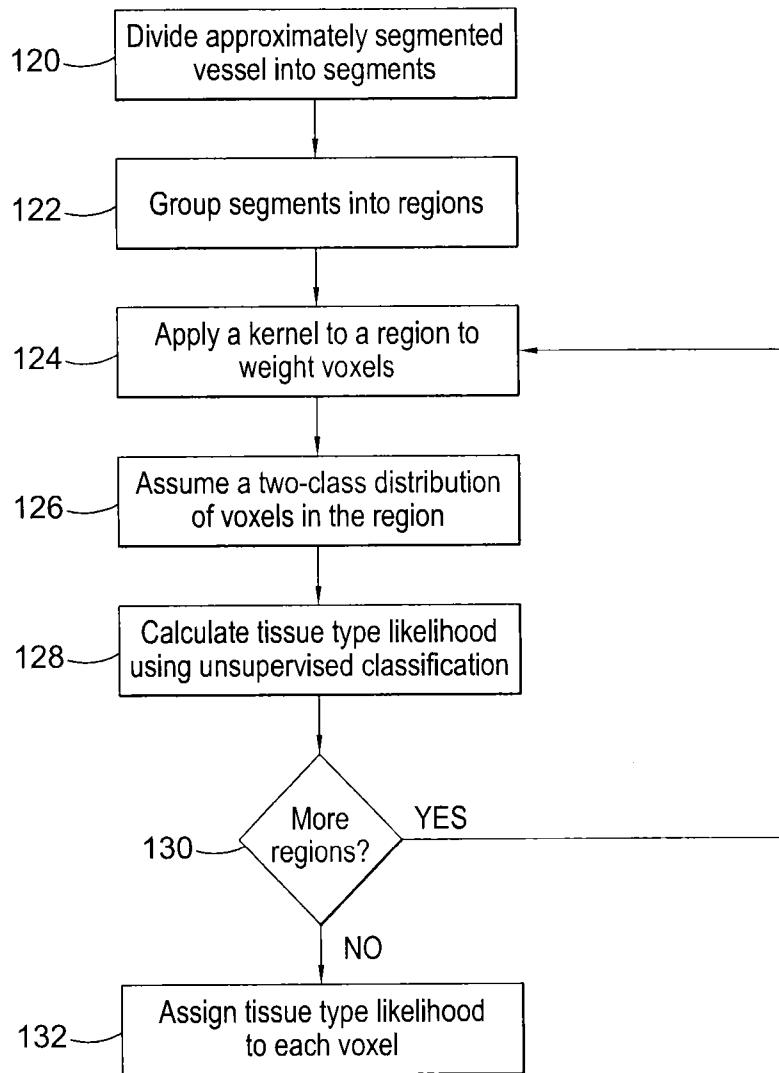 120
Divide approximately segmented
vessel into segments
122
Group segments into regions
124
Apply a kernel to a region to
weight voxels
126
Assume a two-class distribution
of voxels in the region
128
Calculate tissue type likelihood
using unsupervised classification
130
More
regions?
YES
NO
132
Assign tissue type likelihood
to each voxel